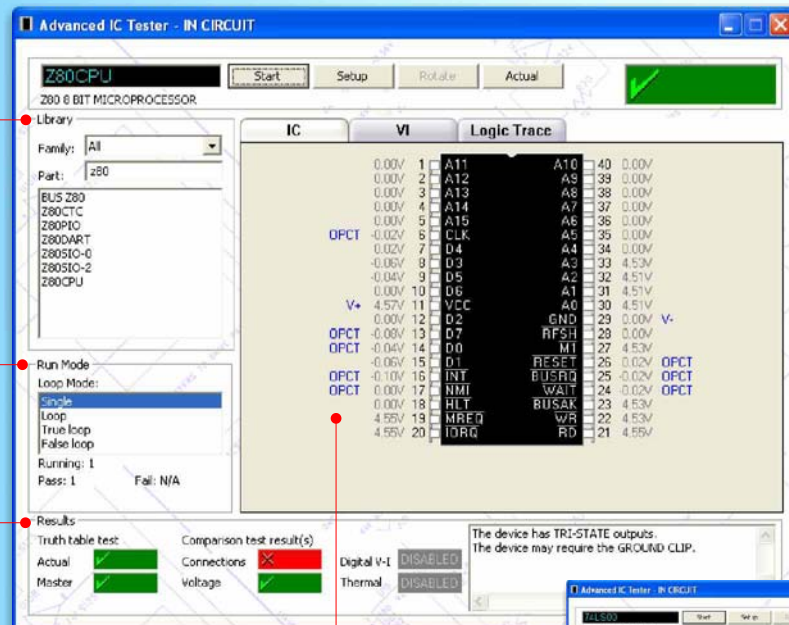 Advanced IC Tester - IN CIRCUIT
Z80CPU
Start Setup Rotate Actual
Z80 8 BIT MICROPROCESSOR
Library
Family: All
Part: z80
BUS Z80
Z80CTC
Z80PIO
Z80DART
Z80SIO-0
Z80SIO-2
Z80CPU
Run Mode
Loop Mode:
Single
Loop
True loop
False loop
Running: 1
Pass: 1 Fail: N/A
IC VI Logic Trace
0.00V 1 A11 A10 40 0.00V
0.00V 2 A12 A9 39 0.00V
0.00V 3 A13 A8 38 0.00V
0.00V 4 A14 A7 37 0.00V
0.00V 5 A15 A6 36 0.00V
OPCT -0.02V 6 CLK A5 35 0.00V
0.02V 7 D4 A4 34 0.00V
-0.06V 8 D3 A3 33 4.53V
-0.04V 9 D5 A2 32 4.51V
0.00V 10 D6 A1 31 4.51V
V+ 4.57V 11 VCC A0 30 4.51V
0.00V 12 D2 GND 29 0.00V V-
OPCT -0.08V 13 D7 RFSH 28 0.00V
OPCT -0.04V 14 D0 M1 27 4.53V
-0.06V 15 D1 RESET 26 0.02V OPCT
OPCT -0.10V 16 INT BUSRQ 25 -0.02V OPCT
OPCT 0.00V 17 NMI WAIT 24 -0.02V OPCT
0.00V 18 HLT BUSAK 23 4.53V
4.55V 19 MREQ WR 22 4.53V
4.55V 20 IORQ RD 21 4.55V
Results
Truth table test Comparison test result(s)
Actual Connections Digital V-I DISABLED
Master Voltage Thermal DISABLED
The device has TRI-STATE outputs.
The device may require the GROUND CLIP.
Advanced IC Tester - IN CIRCUIT
74LS00
Start Set up